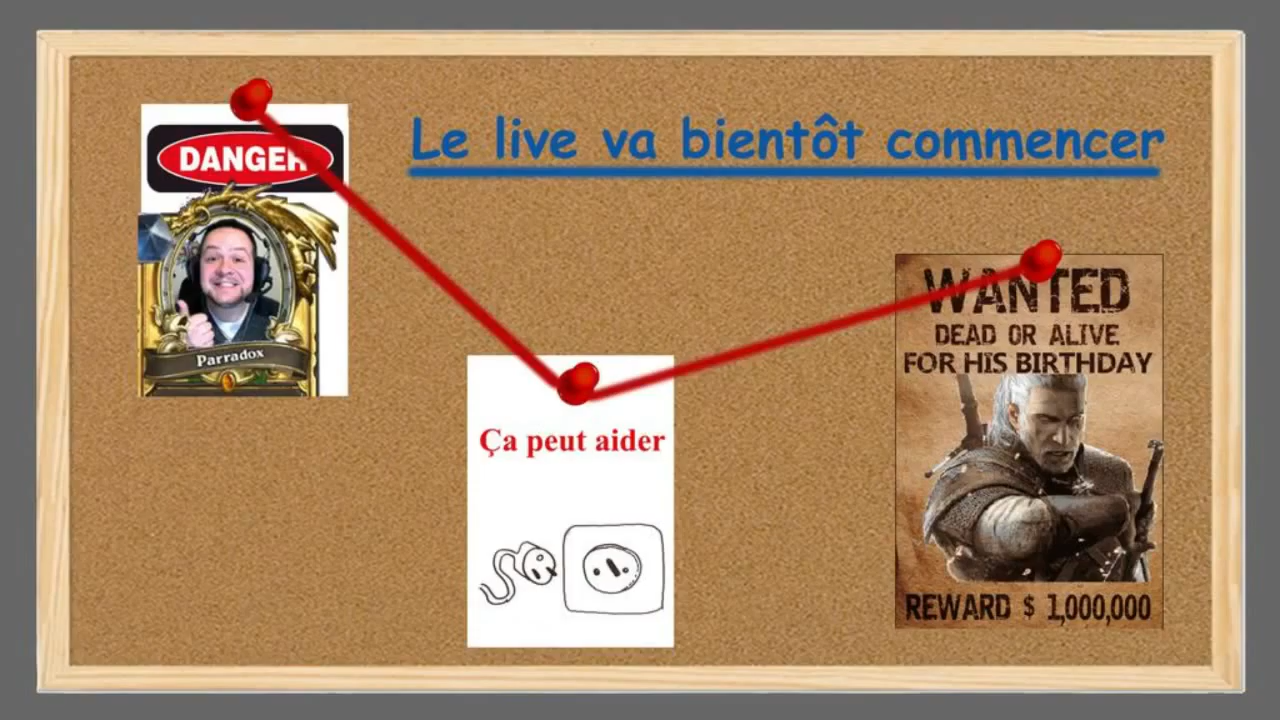 Le live va bientôt commencer
DANGER
Parradox
Ça peut aider
WANTED
DEAD OR ALIVE
FOR HIS BIRTHDAY
REWARD $ 1,000,000